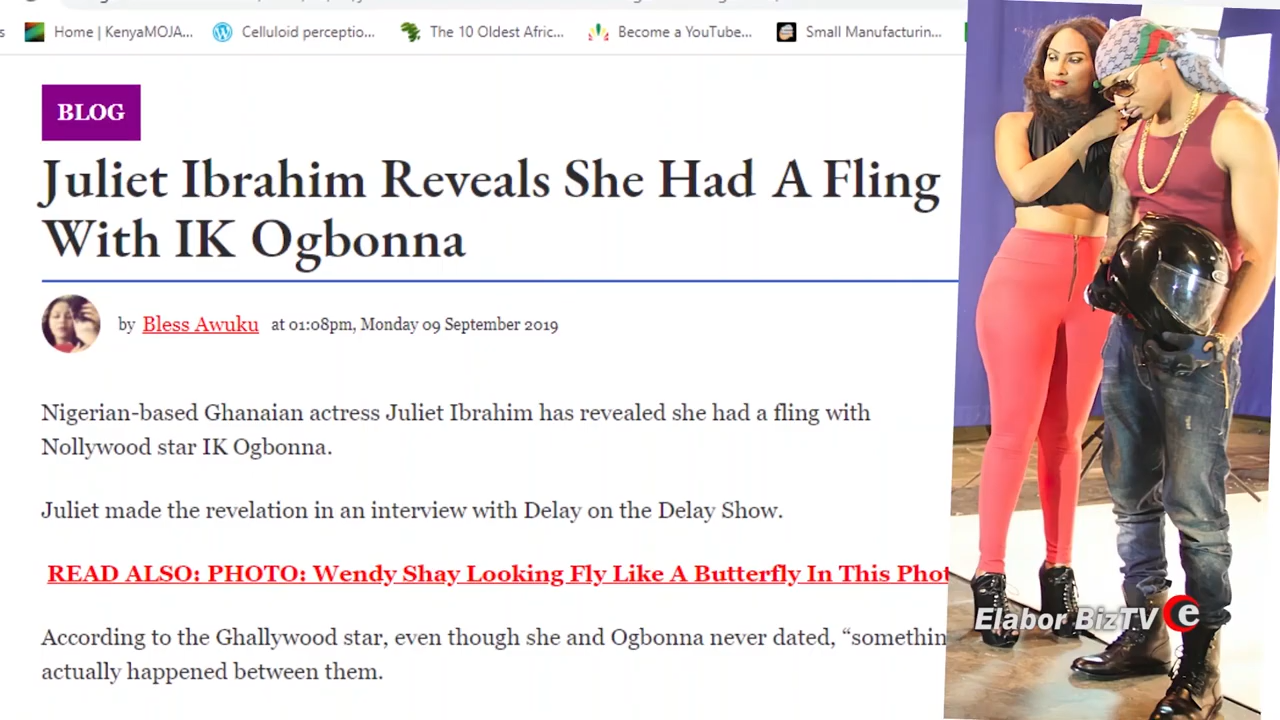 Home | KenyaMOJA...
Celluloid perceptio...
The 10 Oldest Afric...
Become a YouTube...
Small Manufacturin...
BLOG
Juliet Ibrahim Reveals She Had A Fling
With IK Ogbonna
by Bless Awuku at 01:08pm, Monday 09 September 2019
Nigerian-based Ghanaian actress Juliet Ibrahim has revealed she had a fling with
Nollywood star IK Ogbonna.
Juliet made the revelation in an interview with Delay on the Delay Show.
READ ALSO: PHOTO: Wendy Shay Looking Fly Like A Butterfly In This Phot
According to the Ghallywood star, even though she and Ogbonna never dated, “somethin
actually happened between them.
Elabor BizTV e